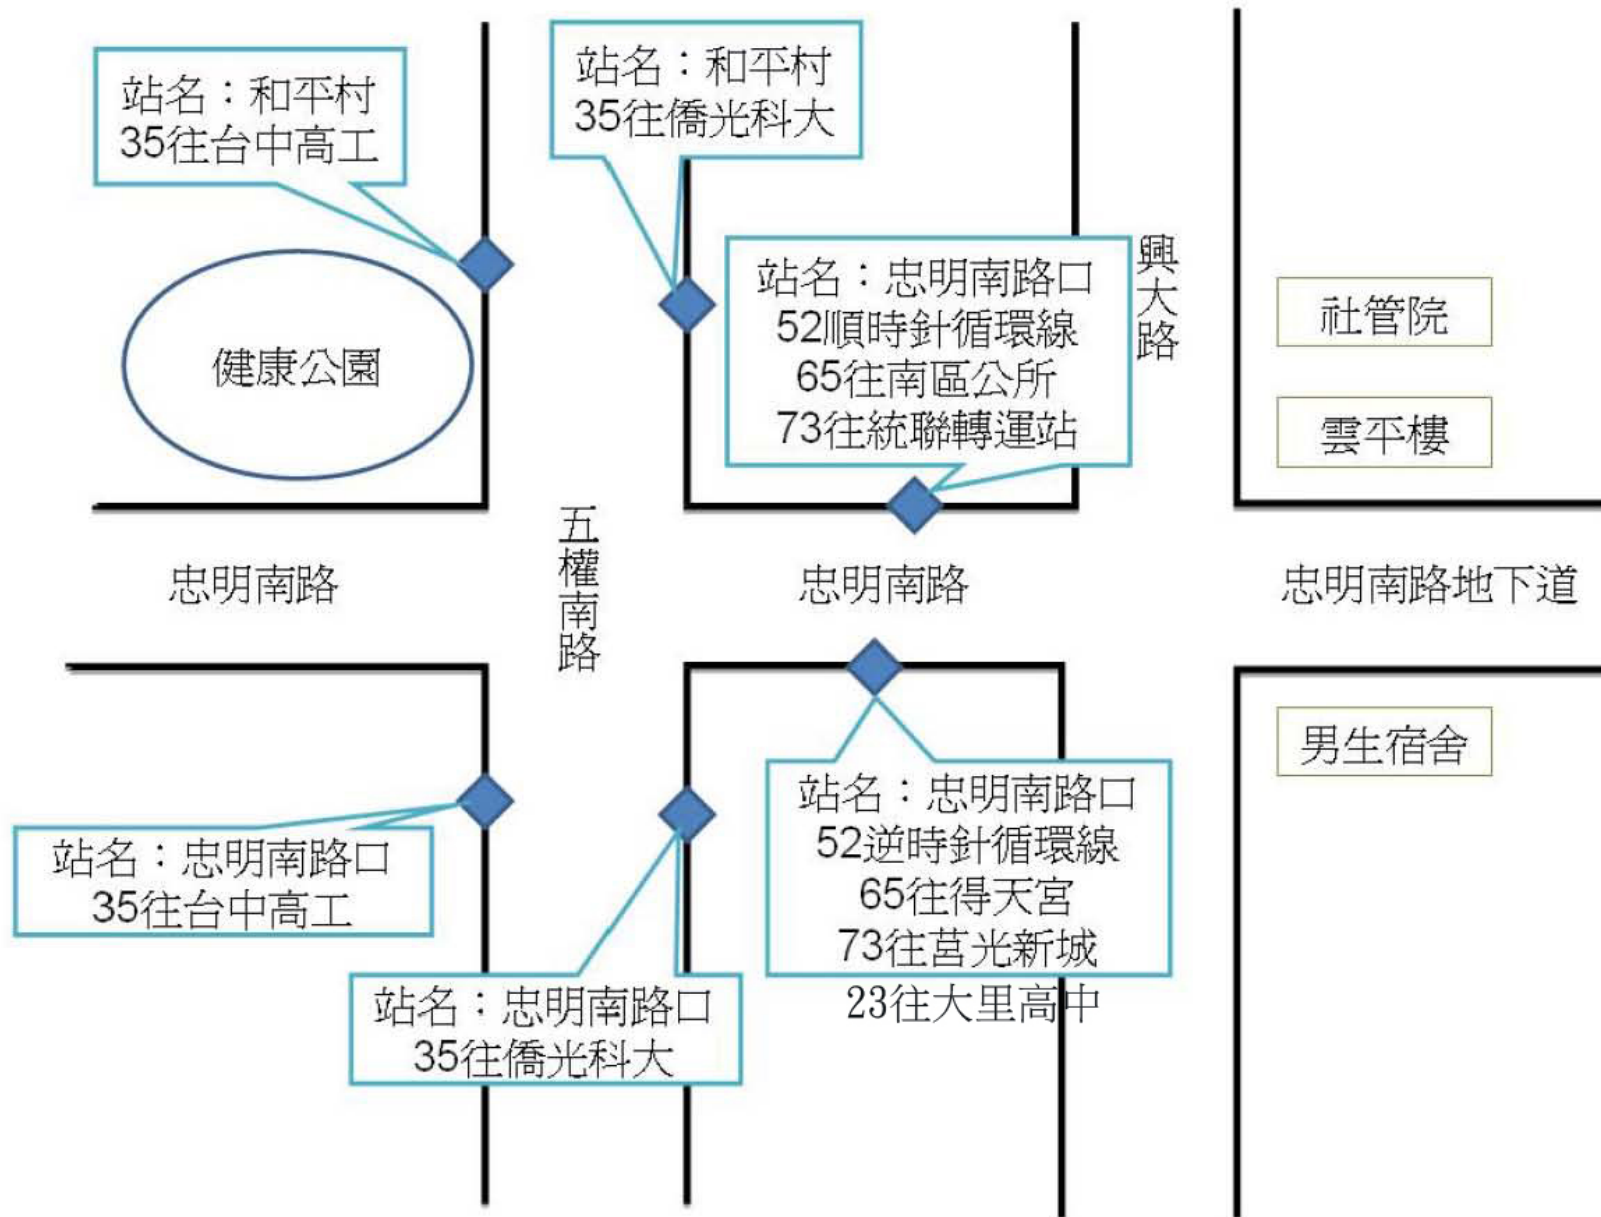 站名：和平村
35往台中高工
站名：和平村
35往僑光科大
站名：忠明南路口
52順時針循環線
65往南區公所
73往統聯轉運站
興大路
社管院
雲平樓
健康公園
五權南路
忠明南路
忠明南路
忠明南路地下道
男生宿舍
站名：忠明南路口
35往台中高工
站名：忠明南路口
52逆時針循環線
65往得天宮
73往莒光新城
23往大里高中
站名：忠明南路口
35往僑光科大